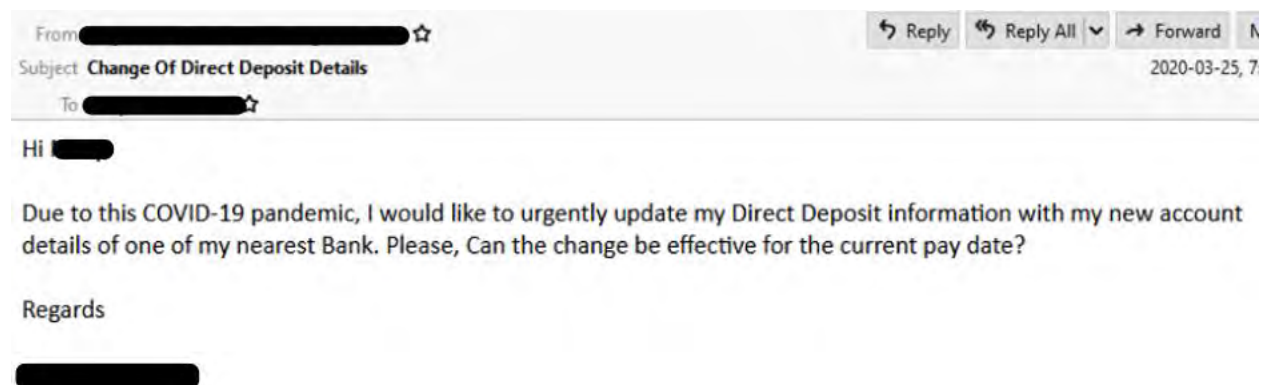 From Reply Reply All Forward N
Subject Change Of Direct Deposit Details 2020-03-25, 7
To
Hi
Due to this COVID-19 pandemic, I would like to urgently update my Direct Deposit information with my new account
details of one of my nearest Bank. Please, Can the change be effective for the current pay date?
Regards